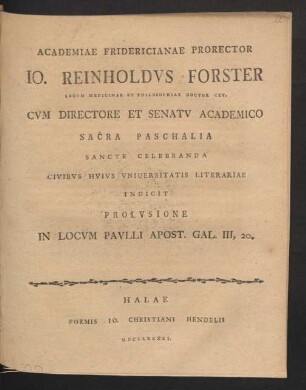 ACADEMIAE FRIDERICIANAE PRORECTOR
IO. REINHOLDVS FORSTER
LEGVM MEDICINAE ET PHILOSOPHIAE DOCTOR CET.
CVM DIRECTORE ET SENATV ACADEMICO
SACRA PASCHALIA
SANCTE CELEBRANDA
CIVIBVS HVIVS VNIVERSITATIS LITERARIAE
INDICIT
PROLVSIONE
IN LOCVM PAVLLI APOST. GAL. III, 20.
HALAE
FORMIS IO. CHRISTIANI HENDELII